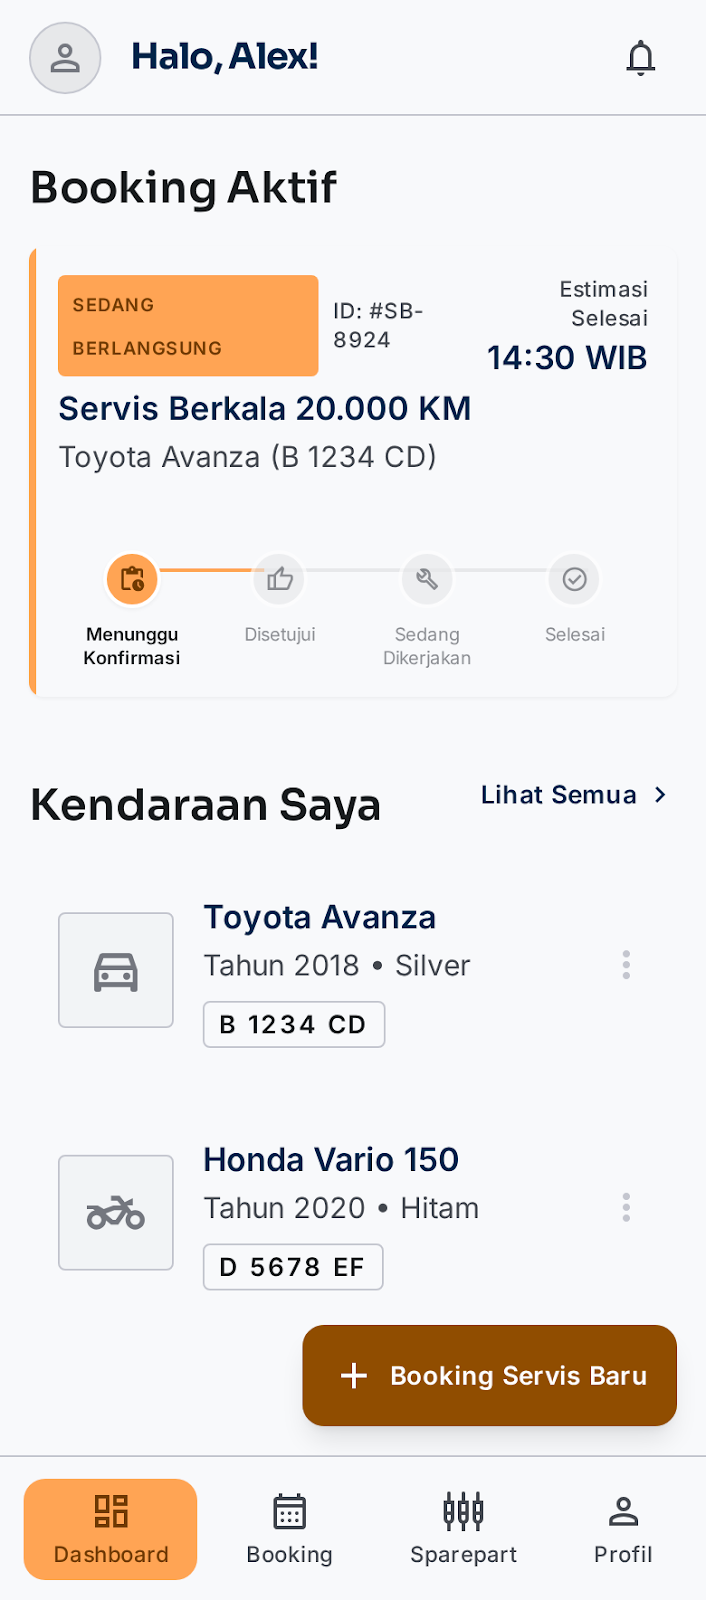 Halo, Alex!
Booking Aktif
SEDANG
BERLANGSUNG
ID: #SB-
8924
Estimasi
Selesai
14:30 WIB
Servis Berkala 20.000 KM
Toyota Avanza (B 1234 CD)
Menunggu
Konfirmasi
Disetujui
Sedang
Dikerjakan
Selesai
Kendaraan Saya
Lihat Semua
Toyota Avanza
Tahun 2018 • Silver
B 1234 CD
Honda Vario 150
Tahun 2020 • Hitam
D 5678 EF
Booking Servis Baru
Dashboard
Booking
Sparepart
Profil